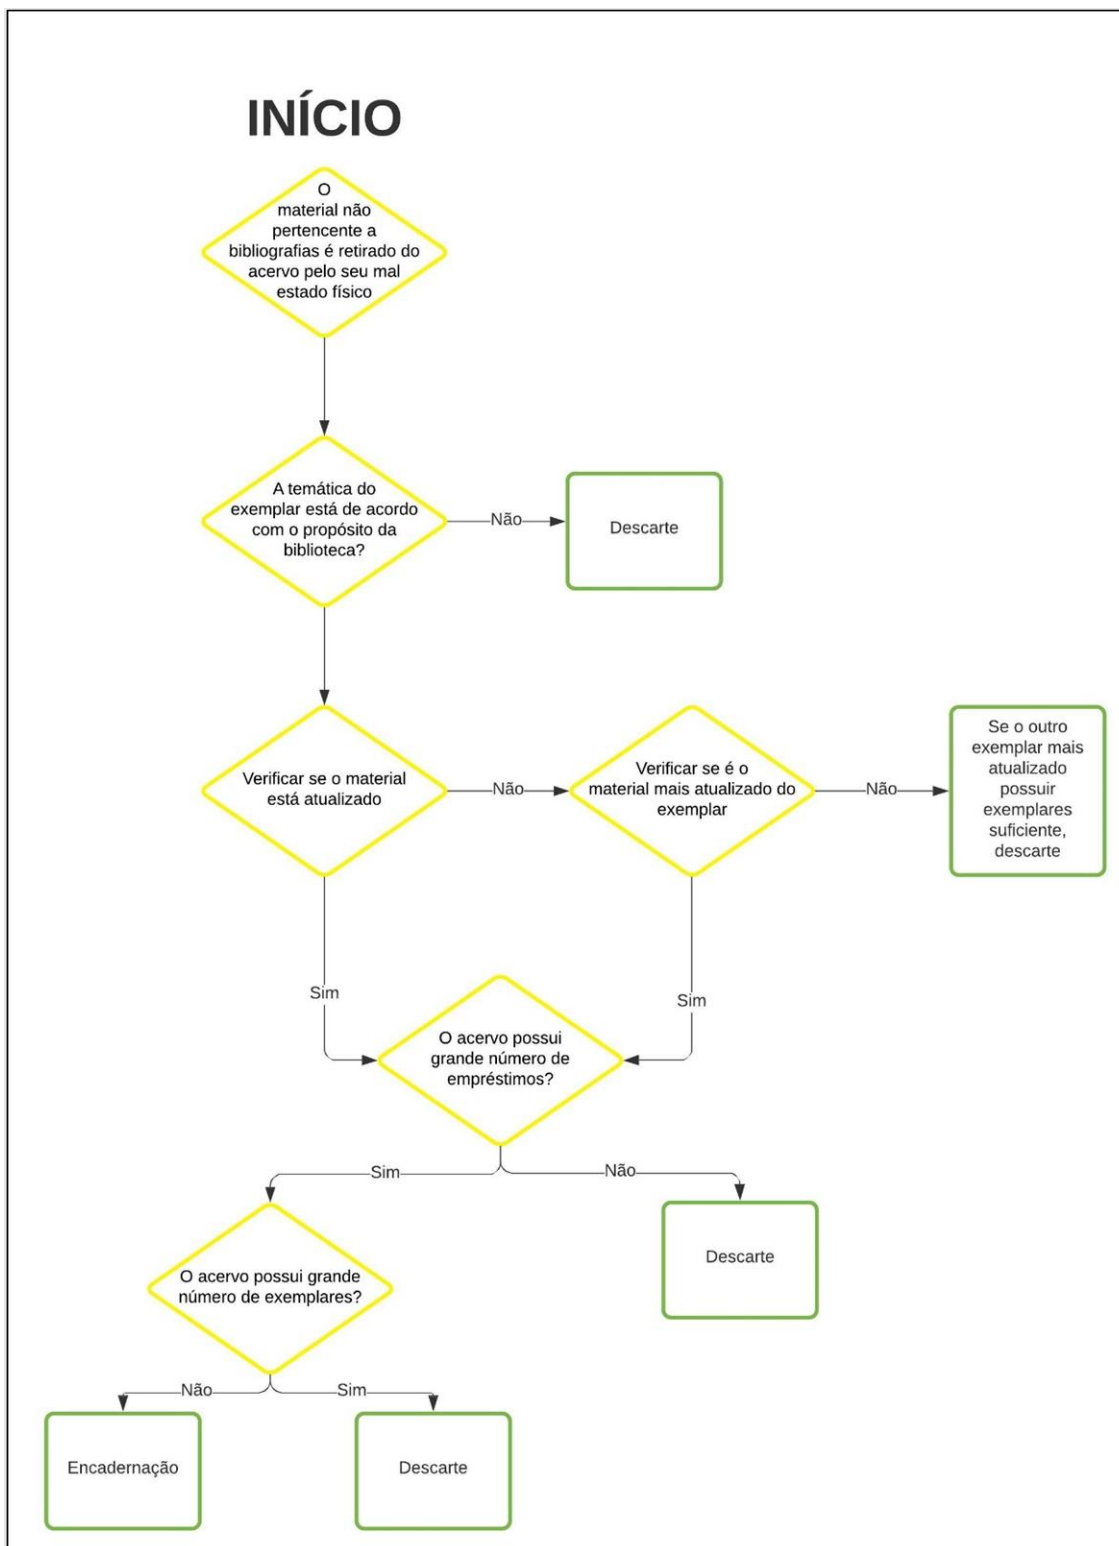 INÍCIO
O
material não
pertencente a
bibliografias é retirado do
acervo pelo seu mal
estado físico
A temática do
exemplar está de acordo
com o propósito da
biblioteca?
Não
Descarte
Verificar se o material
está atualizado
Não
Verificar se é o
material mais atualizado do
exemplar
Não
Se o outro
exemplar mais
atualizado
possuir
exemplares
suficiente,
descarte
Sim
Sim
O acervo possui
grande número de
empréstimos?
Sim
Não
O acervo possui grande
número de exemplares?
Descarte
Não
Sim
Encadernação
Descarte